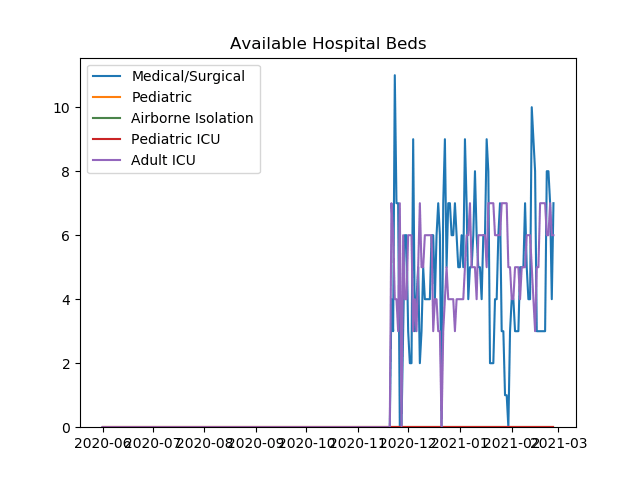 Available Hospital Beds
Medical/Surgical
Pediatric
Airborne Isolation
Pediatric ICU
Adult ICU
10
8
6
4
2
0
2020-06 2020-07 2020-08 2020-09 2020-10 2020-11 2020-12 2021-01 2021-02 2021-03